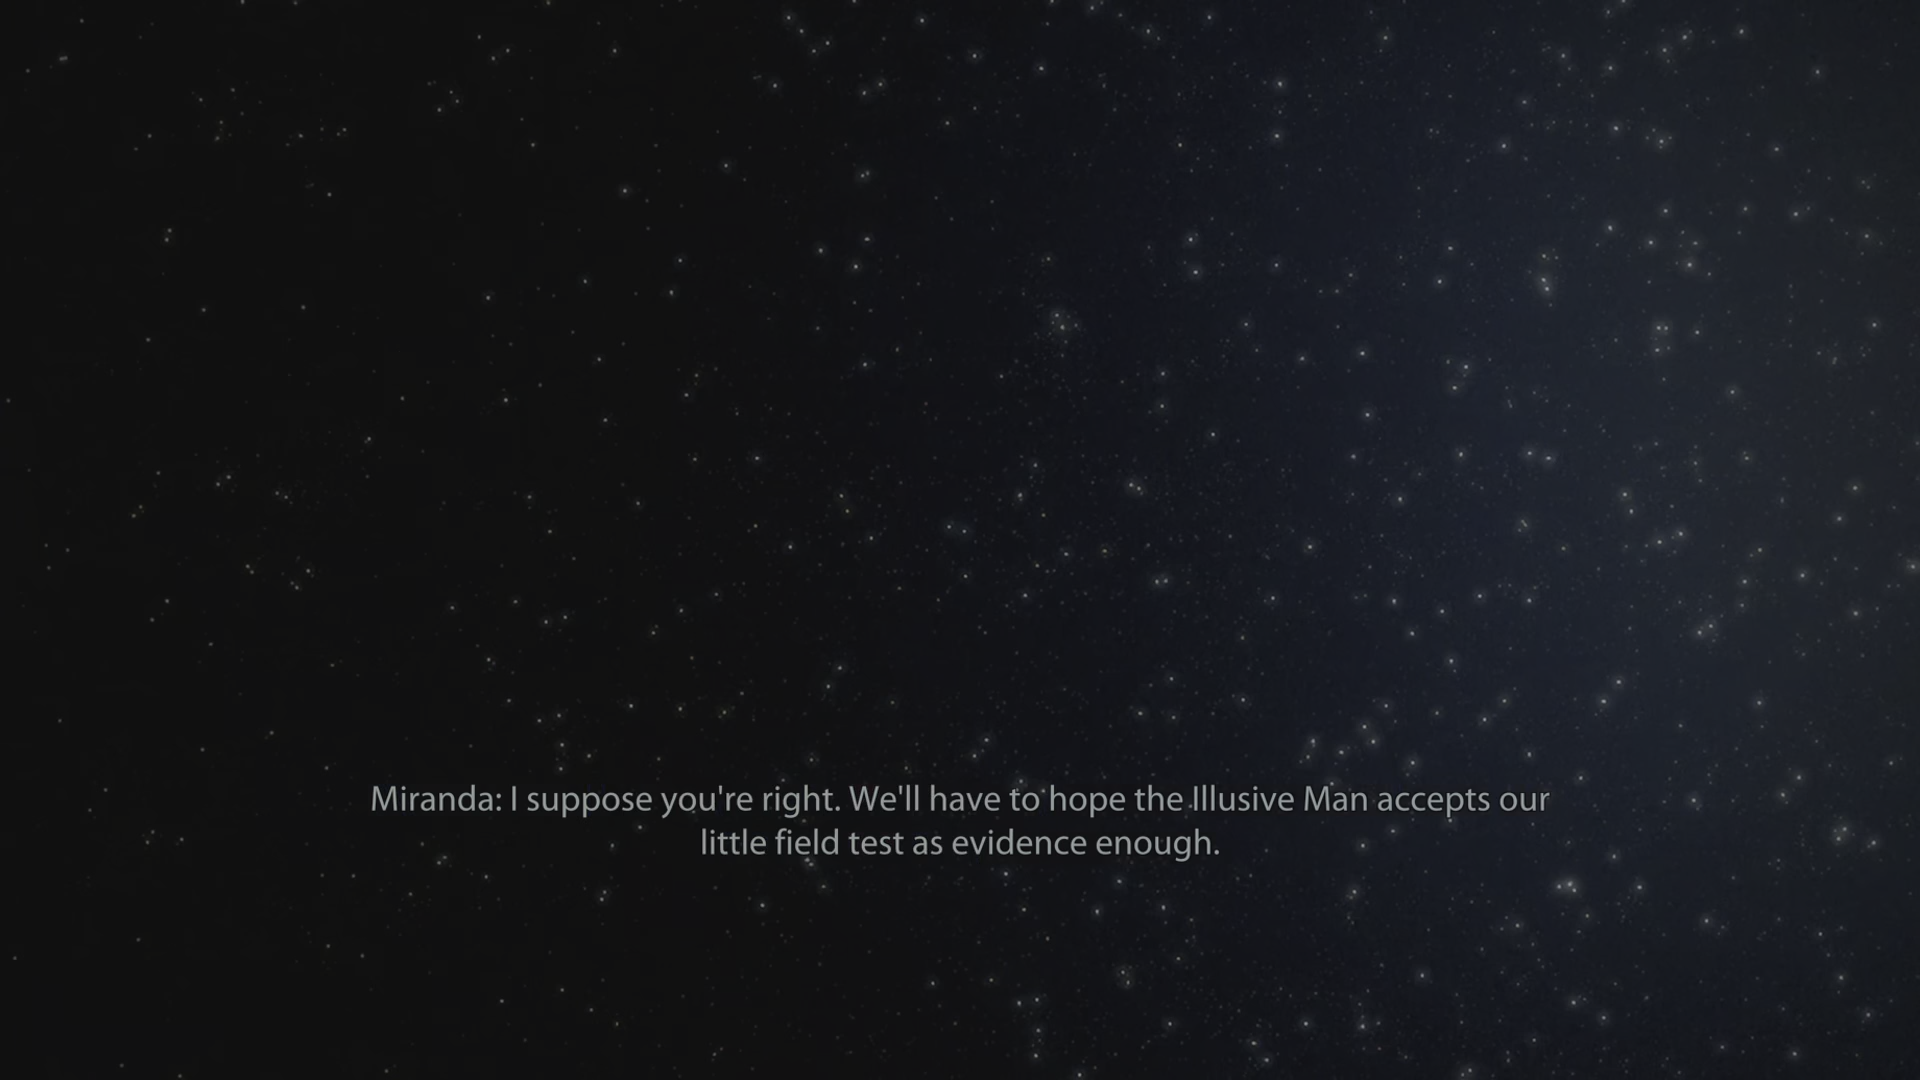 Miranda: I suppose you're right. We'll have to hope the Illusive Man accepts our
little field test as evidence enough.